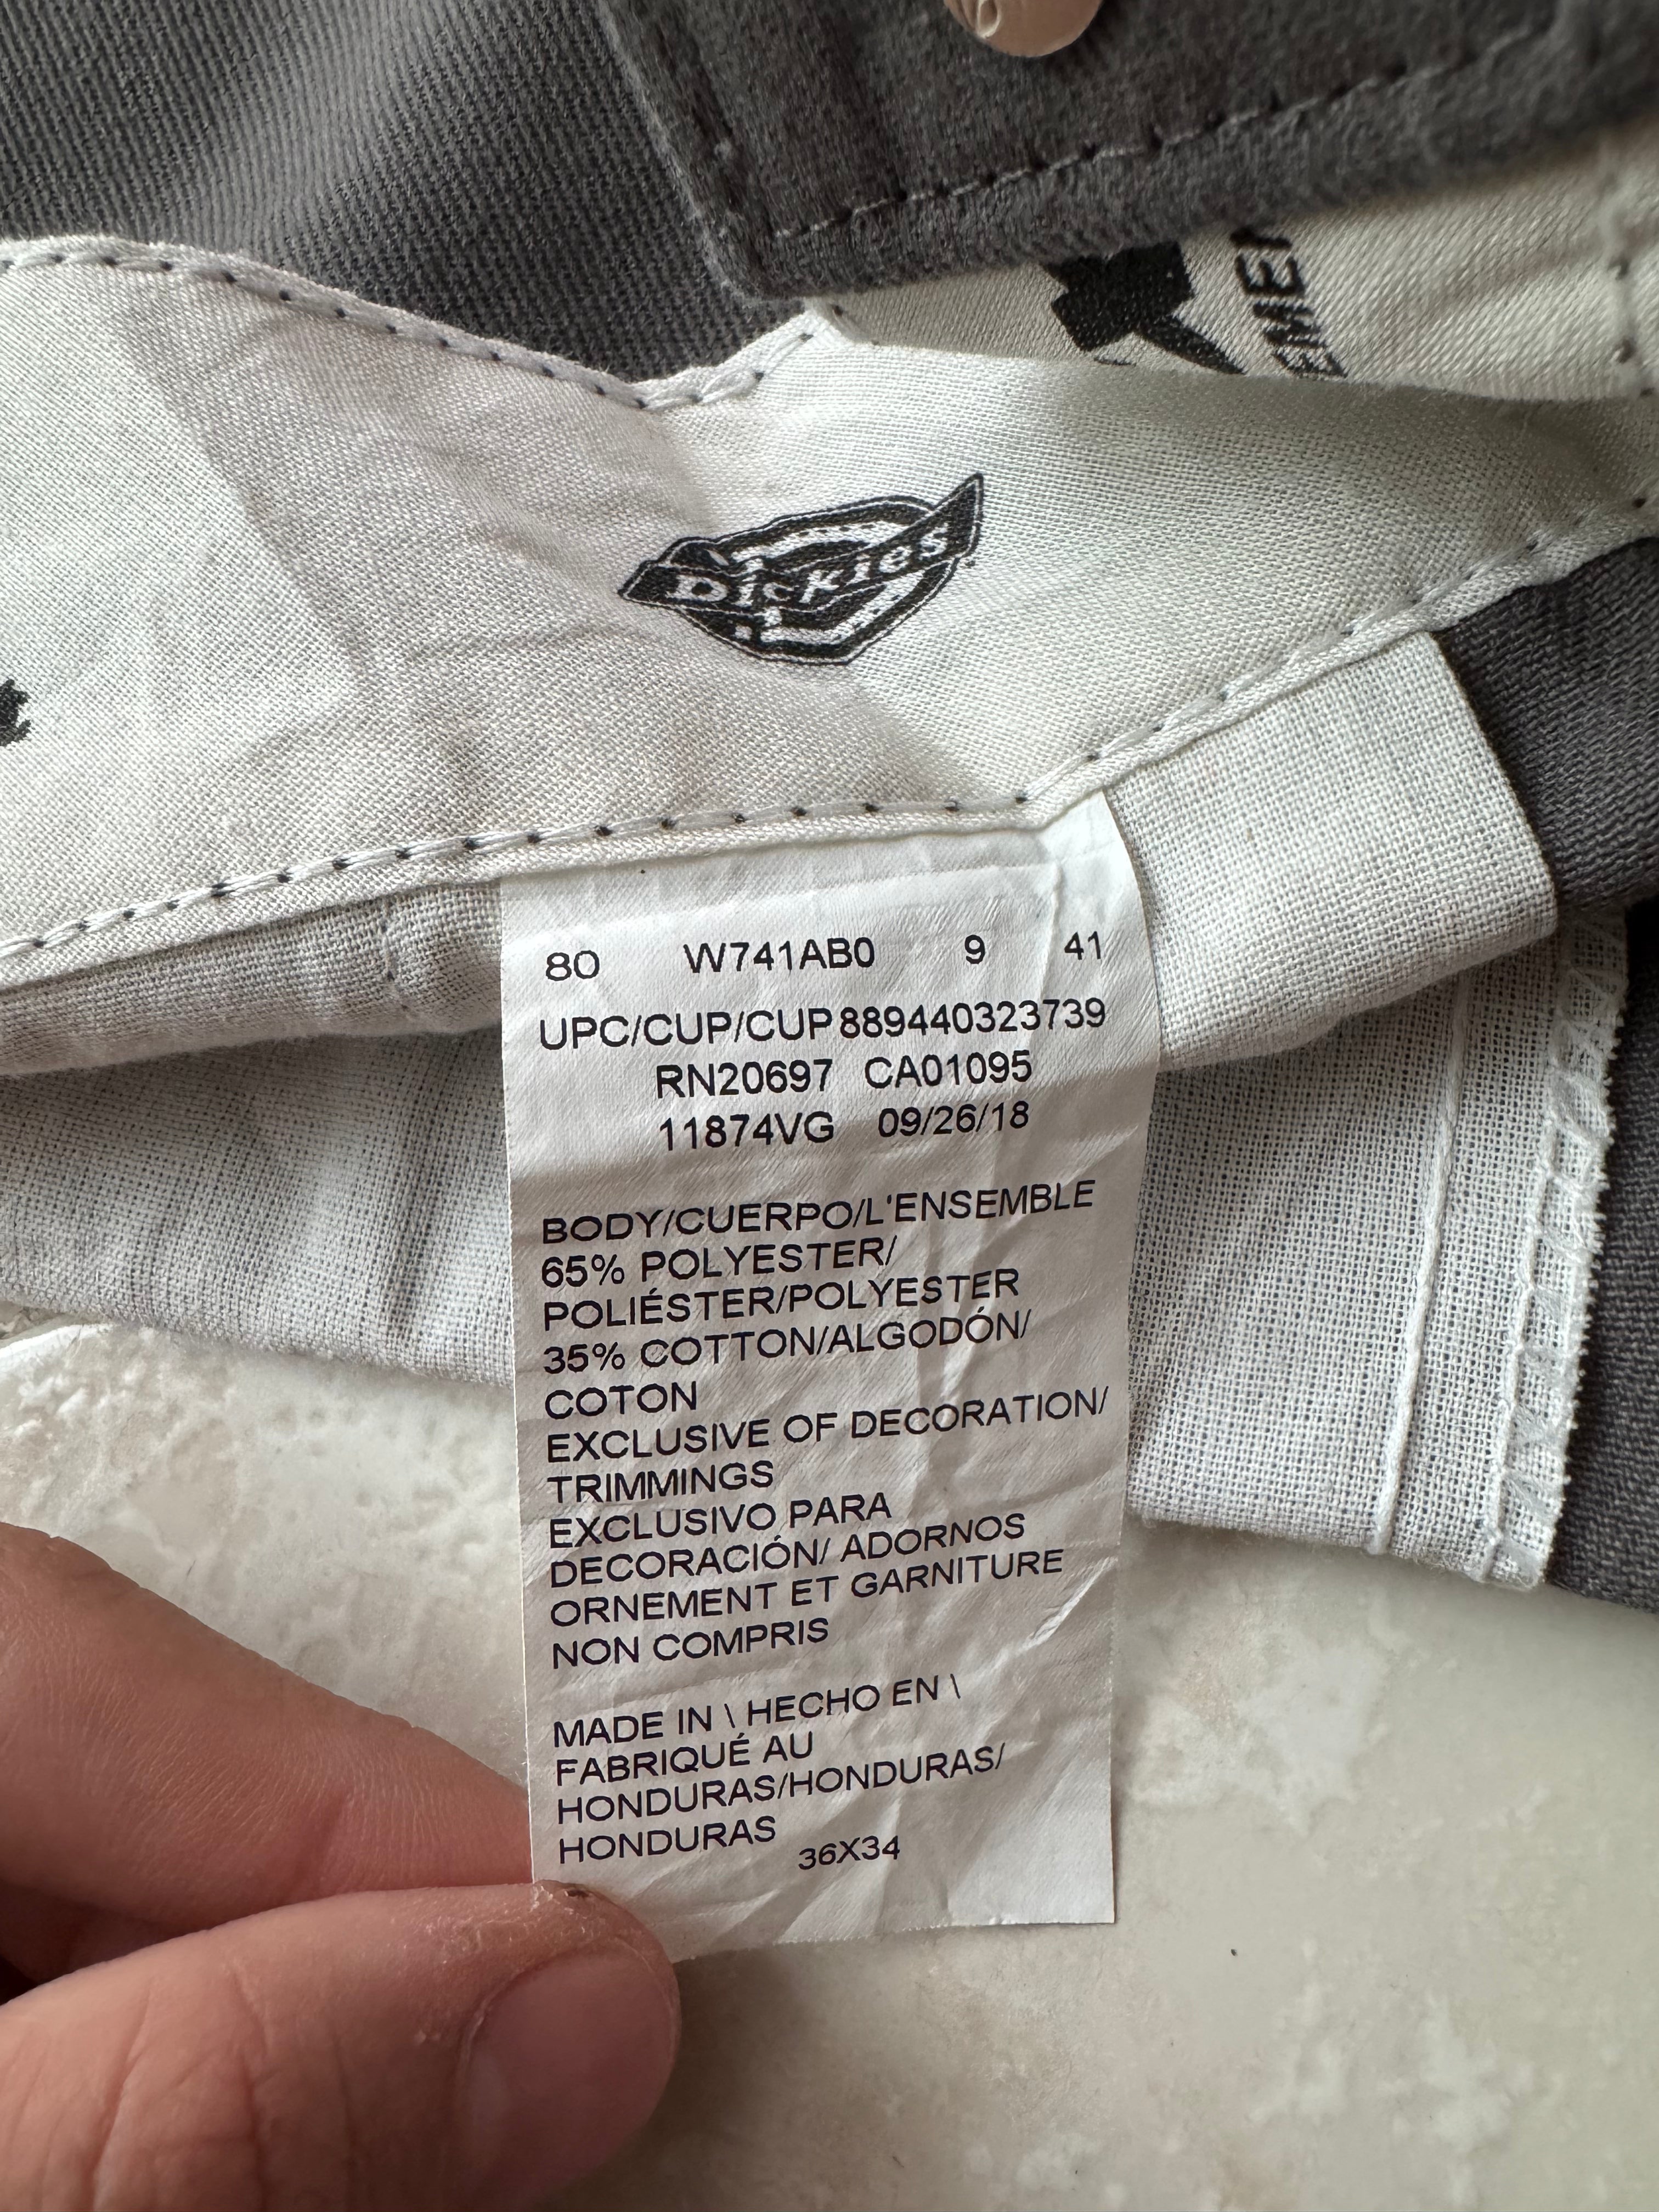 EMER
Dickies
80 W741AB0 9 41
UPC/CUP/CUP 889440323739
RN20697 CA01095
11874VG 09/26/18
BODY/CUERPO/L'ENSEMBLE
65% POLYESTER/
POLIÉSTER/POLYESTER
35% COTTON/ALGODÓN/
COTON
EXCLUSIVE OF DECORATION/
TRIMMINGS
EXCLUSIVO PARA
DECORACIÓN/ ADORNOS
ORNEMENT ET GARNITURE
NON COMPRIS
MADE IN \ HECHO EN \
FABRIQUÉ AU
HONDURAS/HONDURAS/
HONDURAS
36X34